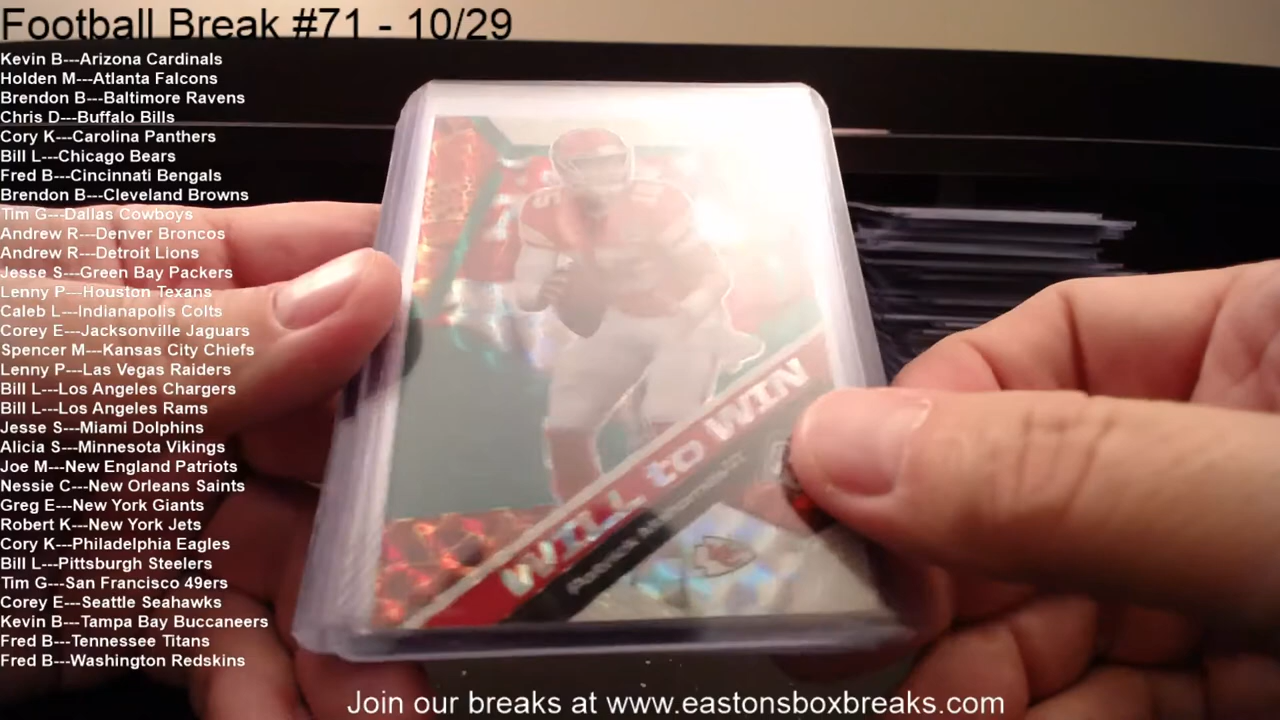 Football Break #71 - 10/29
Kevin B---Arizona Cardinals
Holden M---Atlanta Falcons
Brendon B---Baltimore Ravens
Chris D---Buffalo Bills
Cory K---Carolina Panthers
Bill L---Chicago Bears
Fred B---Cincinnati Bengals
Brendon B---Cleveland Browns
Tim G---Dallas Cowboys
Andrew R---Denver Broncos
Andrew R---Detroit Lions
Jesse S---Green Bay Packers
Lenny P---Houston Texans
Caleb L---Indianapolis Colts
Corey E---Jacksonville Jaguars
Spencer M---Kansas City Chiefs
Lenny P---Las Vegas Raiders
Bill L---Los Angeles Chargers
Bill L---Los Angeles Rams
Jesse S---Miami Dolphins
Alicia S---Minnesota Vikings
Joe M---New England Patriots
Nessie C---New Orleans Saints
Greg E---New York Giants
Robert K---New York Jets
Cory K---Philadelphia Eagles
Bill L---Pittsburgh Steelers
Tim G---San Francisco 49ers
Corey E---Seattle Seahawks
Kevin B---Tampa Bay Buccaneers
Fred B---Tennessee Titans
Fred B---Washington Redskins
WILL to WIN
Patrick Mahomes II
Join our breaks at www.eastonsboxbreaks.com